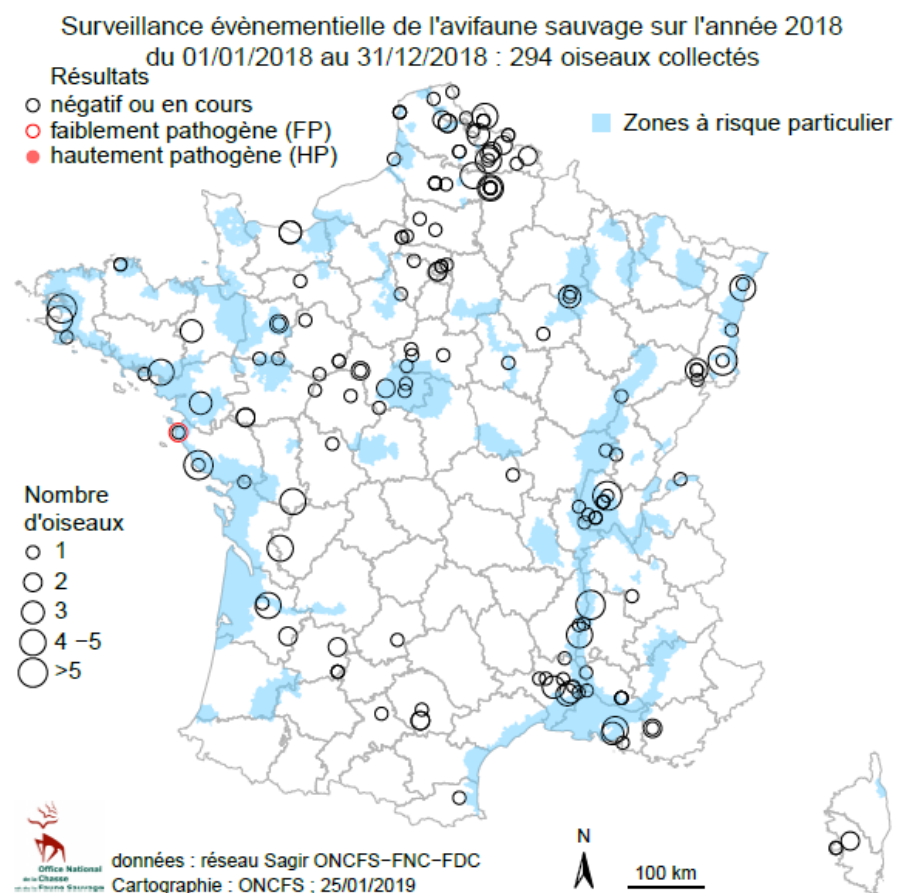 Surveillance évènementielle de l'avifaune sauvage sur l'année 2018
du 01/01/2018 au 31/12/2018 : 294 oiseaux collectés
Résultats
négatif ou en cours
faiblement pathogène (FP)
hautement pathogène (HP)
Zones à risque particulier
Nombre
d'oiseaux
1
2
3
4 −5
>5
Office National
de la Chasse
et de la Faune Sauvage
données : réseau Sagir ONCFS−FNC−FDC
Cartographie : ONCFS ; 25/01/2019
N
100 km